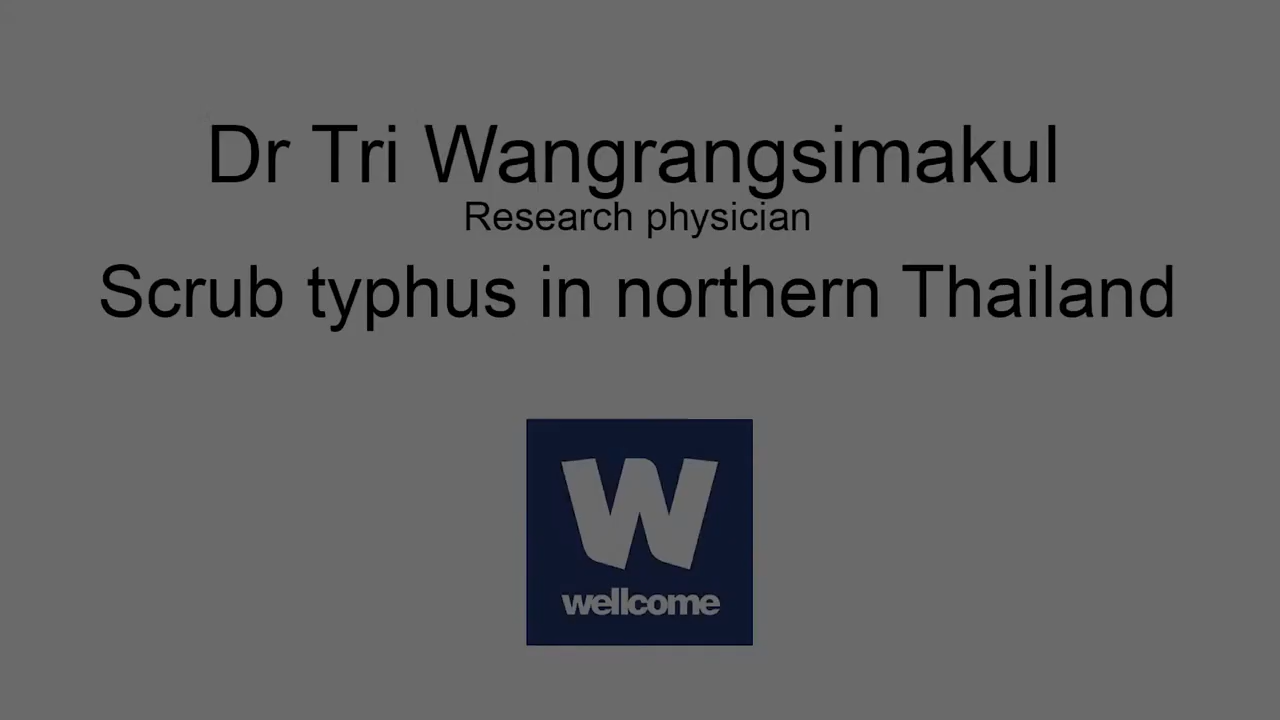 Dr Tri Wangrangsimakul
Research physician
Scrub typhus in northern Thailand
W
wellcome